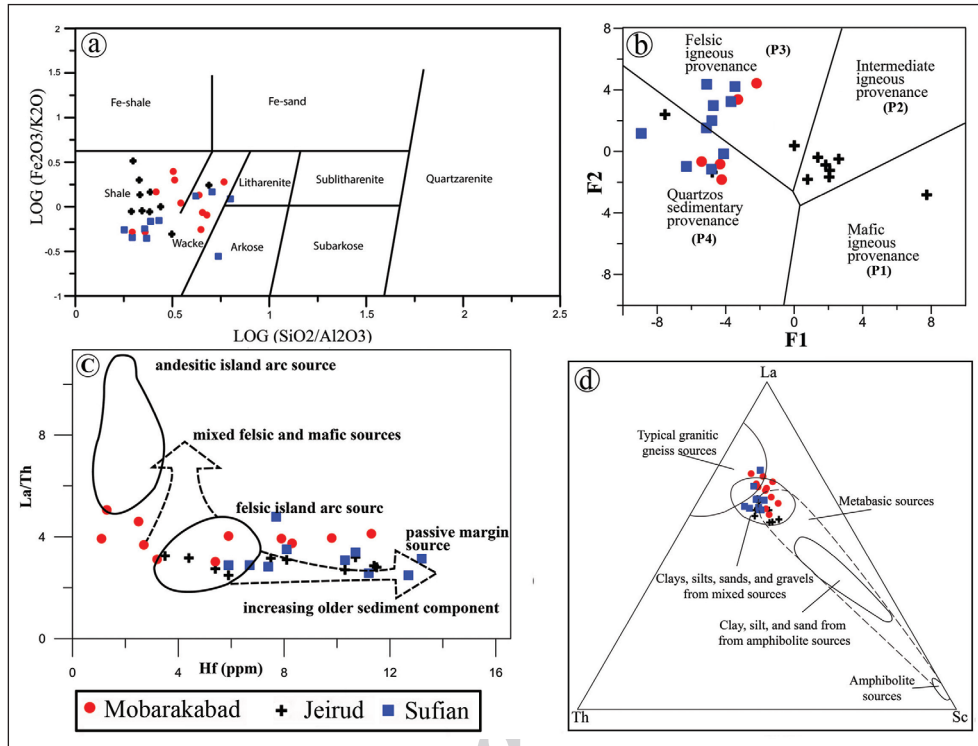 a
LOG (Fe2O3/K2O)
2
1.5
1
0.5
0
-0.5
-1
Fe-shale
Fe-sand
Shale
Litharenite
Sublitharenite
Quartzarenite
Wacke
Arkose
Subarkose
0
0.5
1.0
1.5
2
2.5
LOG (SiO2/Al2O3)
b
F2
8
4
0
-4
-8
Felsic
igneous (P3)
provenance
Intermediate
igneous
provenance
(P2)
Quartzos
sedimentary
provenance
(P4)
Mafic
igneous
provenance
(P1)
-8
-4
0
4
8
F1
c
La/Th
8
4
0
andesitic island arc source
mixed felsic and mafic sources
felsic island arc sourc
passive margin
source
increasing older sediment component
0
4
8
12
16
Hf (ppm)
d
La
Typical granitic
gneiss sources
Metabasic sources
Clays, silts, sands, and gravels
from mixed sources
Clay, silt, and sand from
from amphibolite sources
Amphibolite
sources
Th
Sc
Mobarakabad
Jeirud
Sufian